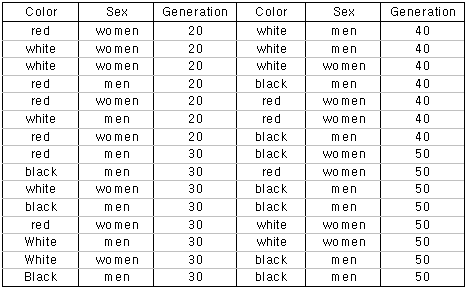 Color Sex Generation Color Sex Generation
red women 20 white men 40
white women 20 white men 40
white women 20 white women 40
red men 20 black men 40
red women 20 red women 40
white men 20 red women 40
red women 20 black men 40
red men 30 black women 50
black men 30 red women 50
white women 30 black men 50
black men 30 black men 50
red women 30 white women 50
White men 30 white women 50
White women 30 black men 50
Black men 30 black men 50